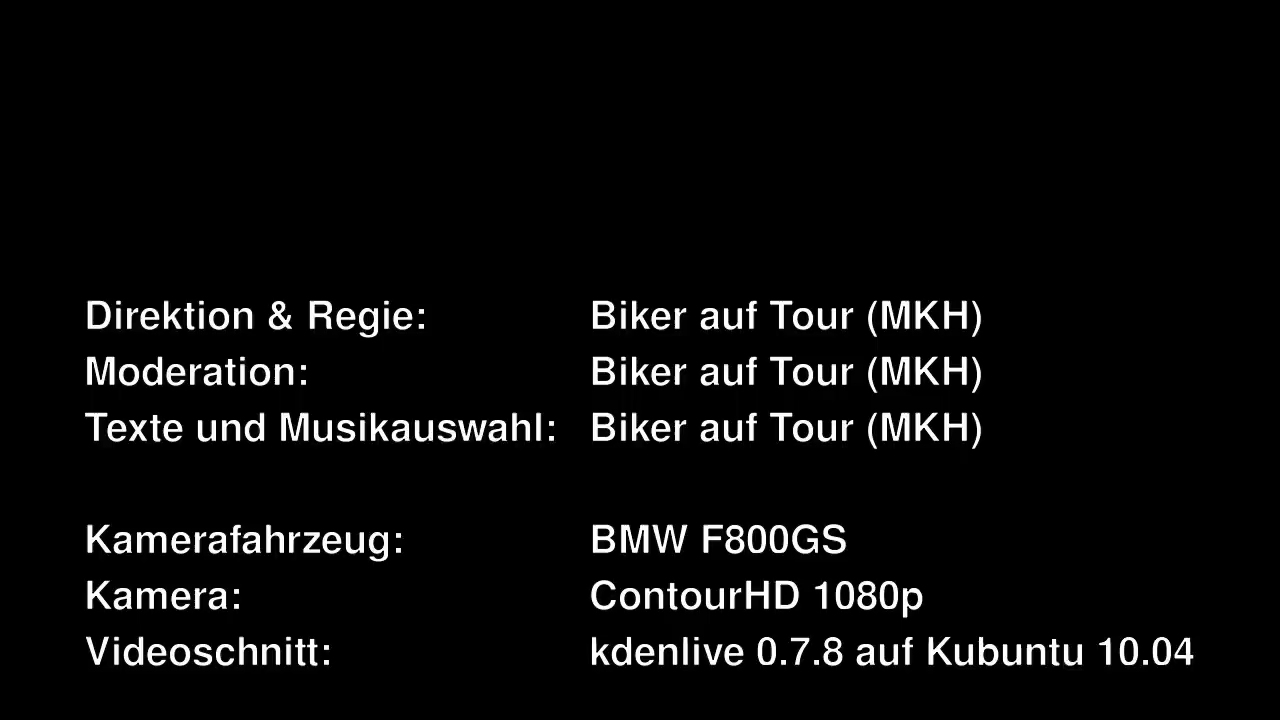 Direktion & Regie: Biker auf Tour (MKH)
Moderation: Biker auf Tour (MKH)
Texte und Musikauswahl: Biker auf Tour (MKH)
Kamerafahrzeug: BMW F800GS
Kamera: ContourHD 1080p
Videoschnitt: kdenlive 0.7.8 auf Kubuntu 10.04